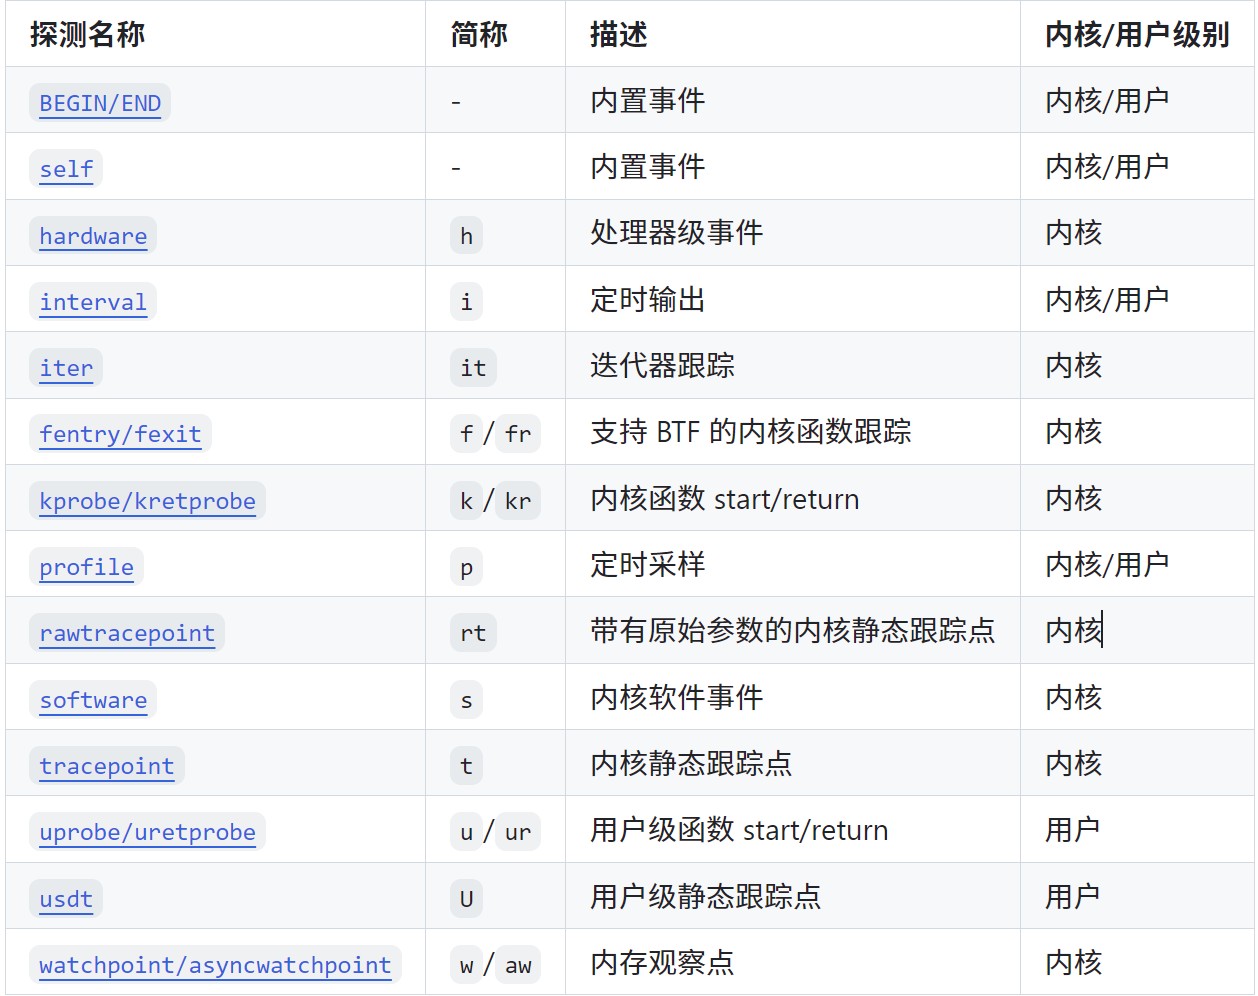 探测名称 简称 描述 内核/用户级别
BEGIN/END - 内置事件 内核/用户
self - 内置事件 内核/用户
hardware h 处理器级事件 内核
interval i 定时输出 内核/用户
iter it 迭代器跟踪 内核
fentry/fexit f/fr 支持 BTF 的内核函数跟踪 内核
kprobe/kretprobe k/kr 内核函数 start/return 内核
profile p 定时采样 内核/用户
rawtracepoint rt 带有原始参数的内核静态跟踪点 内核
software s 内核软件事件 内核
tracepoint t 内核静态跟踪点 内核
uprobe/uretprobe u/ur 用户级函数 start/return 用户
usdt U 用户级静态跟踪点 用户
watchpoint/asyncwatchpoint w/aw 内存观察点 内核